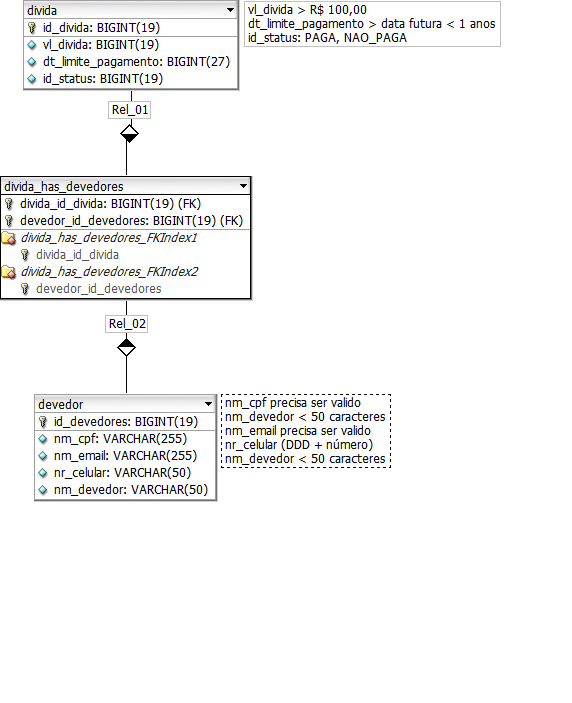 divida
id_divida: BIGINT(19)
vl_divida: BIGINT(19)
dt_limite_pagamento: BIGINT(27)
id_status: BIGINT(19)
vl_divida > R$ 100,00
dt_limite_pagamento > data futura < 1 anos
id_status: PAGA, NAO_PAGA
Rel_01
divida_has_devedores
divida_id_divida: BIGINT(19) (FK)
devedor_id_devedores: BIGINT(19) (FK)
divida_has_devedores_FKIndex1
divida_id_divida
divida_has_devedores_FKIndex2
devedor_id_devedores
Rel_02
devedor
id_devedores: BIGINT(19)
nm_cpf: VARCHAR(255)
nm_email: VARCHAR(255)
nr_celular: VARCHAR(50)
nm_devedor: VARCHAR(50)
nm_cpf precisa ser valido
nm_devedor < 50 caracteres
nm_email precisa ser valido
nr_celular (DDD + número)
nm_devedor < 50 caracteres